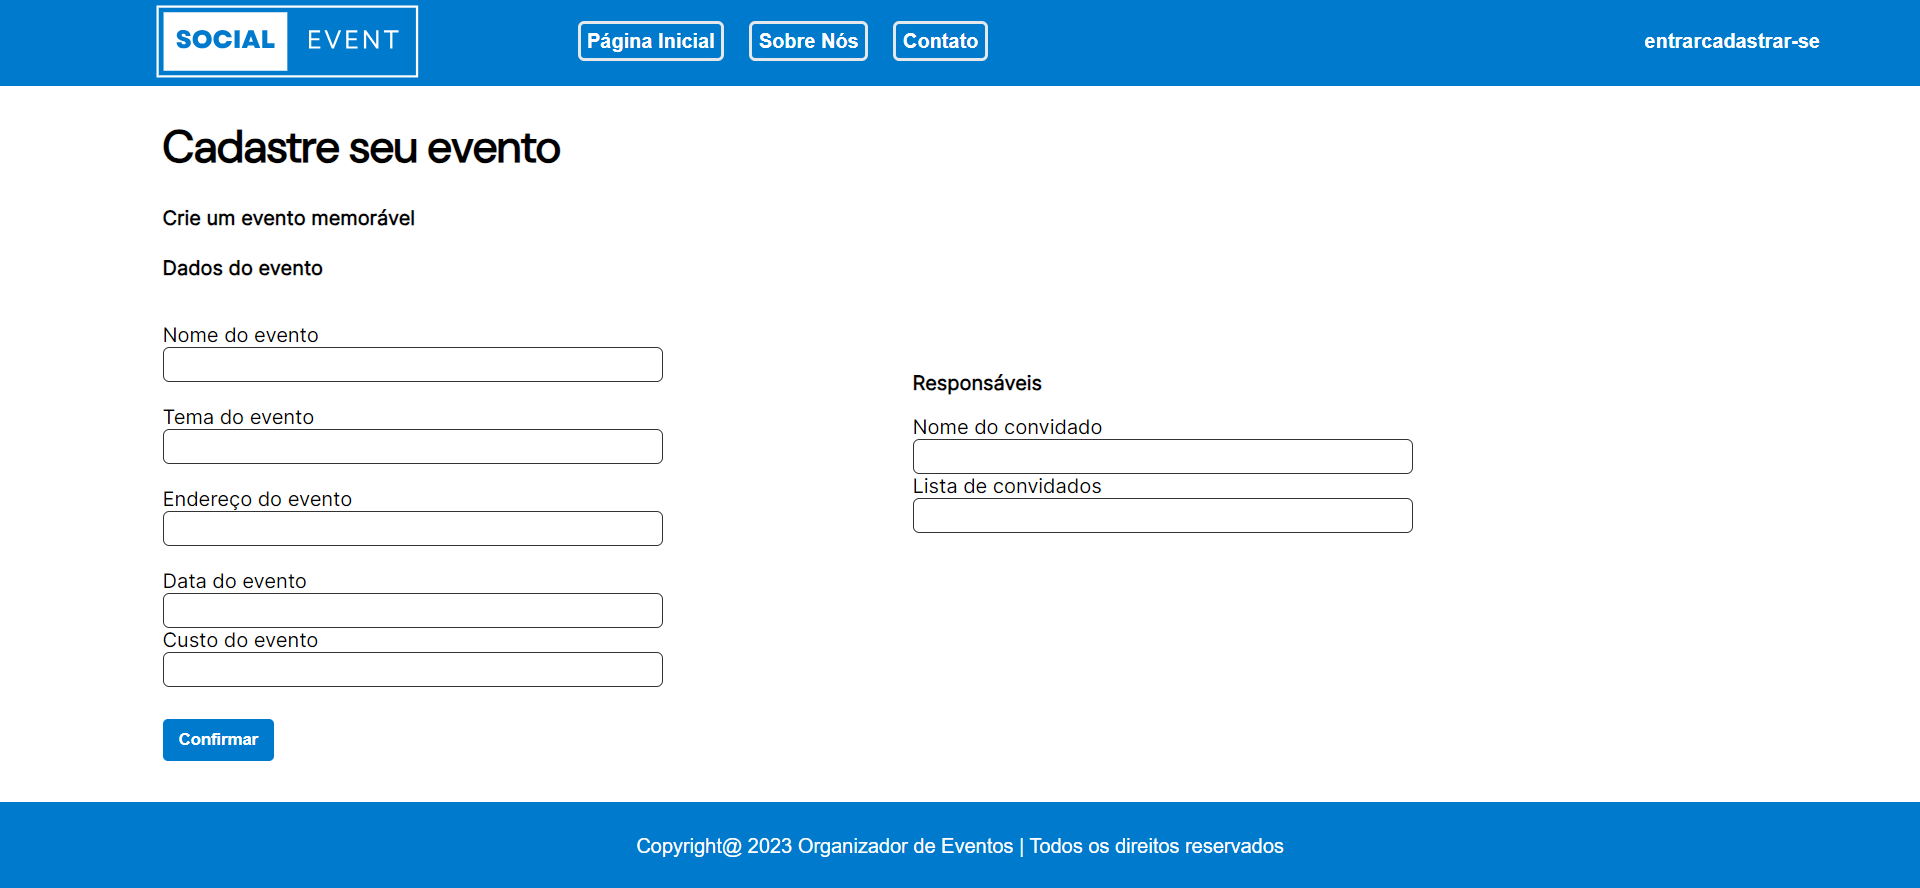 SOCIAL EVENT
Página Inicial Sobre Nós Contato entrarcadastrar-se
Cadastre seu evento
Crie um evento memorável
Dados do evento
Nome do evento
Tema do evento
Endereço do evento
Data do evento
Custo do evento
Confirmar
Responsáveis
Nome do convidado
Lista de convidados
Copyright@ 2023 Organizador de Eventos | Todos os direitos reservados